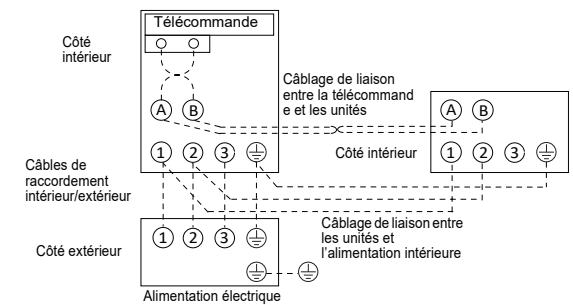 Télécommande
Côté
intérieur
Câblage de liaison
entre la télécommand
e et les unités
A B
A B
1 2 3
Côté intérieur
1 2 3
Câbles de
raccordement
intérieur/extérieur
Câblage de liaison entre
les unités et
l'alimentation intérieure
1 2 3
Côté extérieur
Alimentation électrique